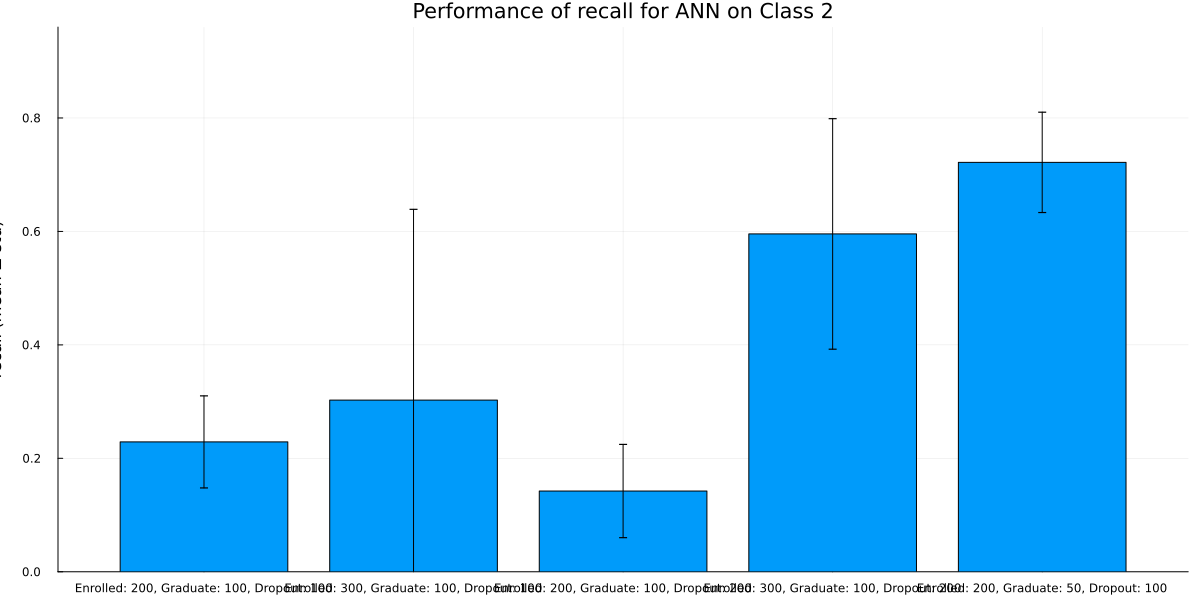 Performance of recall for ANN on Class 2
0.8
0.6
0.4
0.2
0.0
Enrolled: 200, Graduate: 100, Dropout: 100
Enrolled: 300, Graduate: 100, Dropout: 100
Enrolled: 200, Graduate: 100, Dropout: 200
Enrolled: 300, Graduate: 100, Dropout: 200
Enrolled: 200, Graduate: 50, Dropout: 100